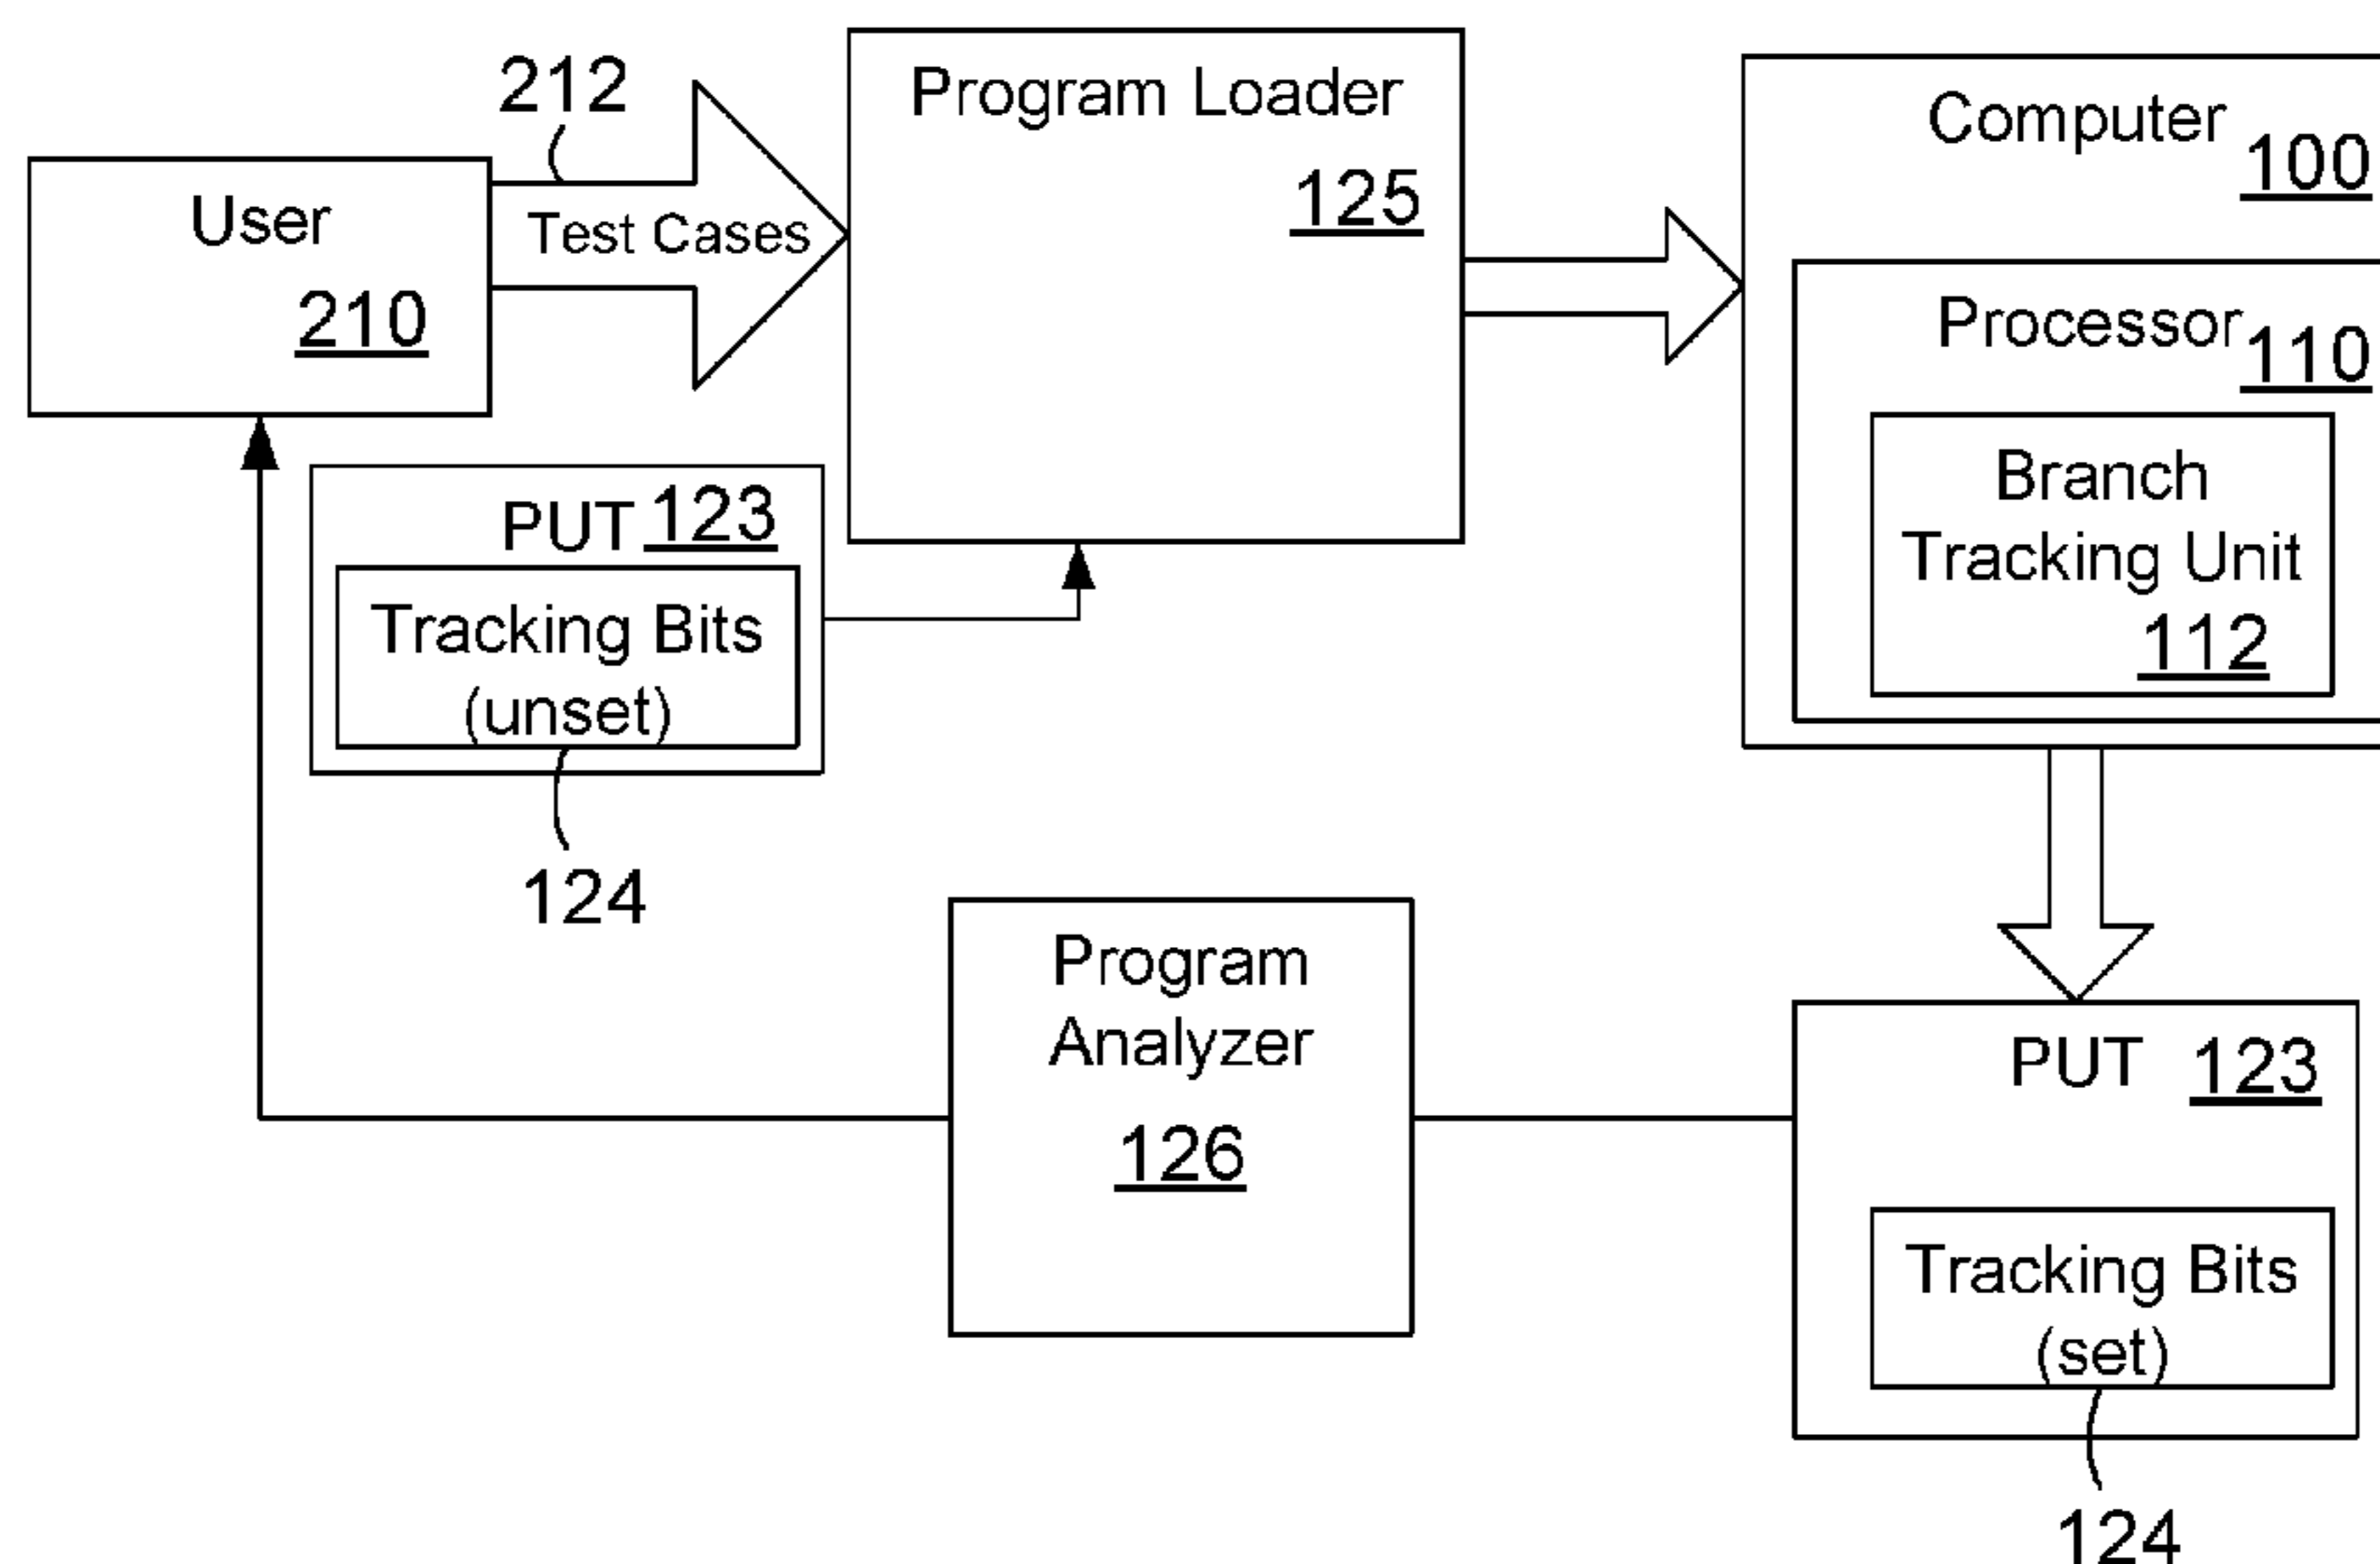 212
Test Cases
User
210
Program Loader
125
Computer
100
Processor
110
Branch
Tracking Unit
112
PUT 123
Tracking Bits
(unset)
124
Program
Analyzer
126
PUT 123
Tracking Bits
(set)
124